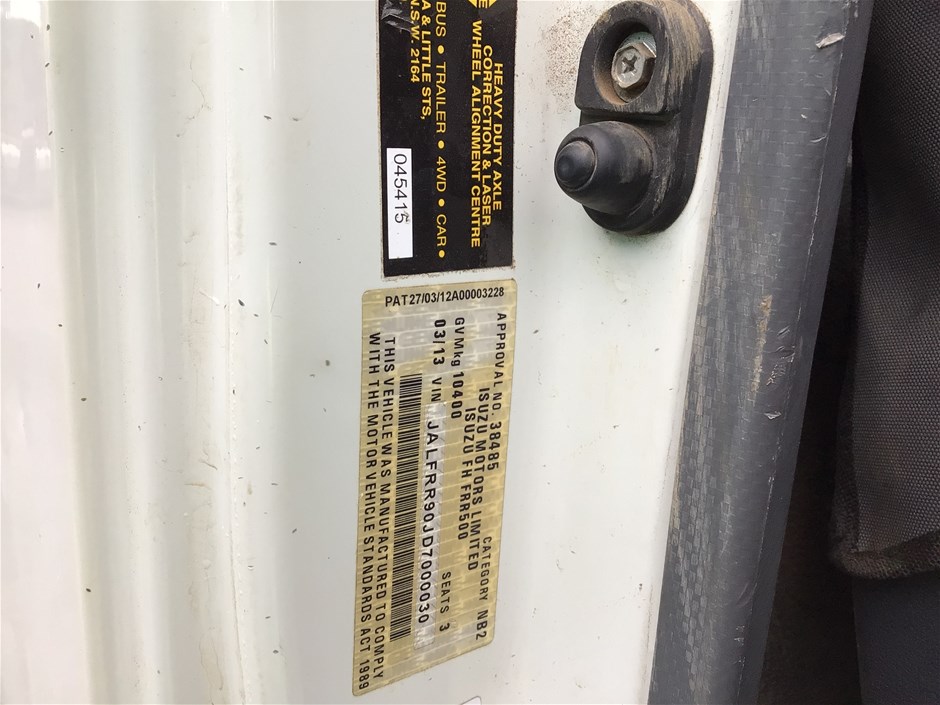 HEAVY DUTY AXLE
CORRECTION & LASER
WHEEL ALIGNMENT CENTRE
BUS • TRAILER • 4WD • CAR •
A & LITTLE STS,
N.S.W. 2164
045415
PAT27/03/12A00003228
APPROVAL NO. 38485 CATEGORY NB2
ISUZU MOTORS LIMITED
ISUZU FH FRR500
GVMkg 10400 SEATS 3
03/13 VIN JALFRR90JD7000030
THIS VEHICLE WAS MANUFACTURED TO COMPLY
WITH THE MOTOR VEHICLE STANDARDS ACT 1989